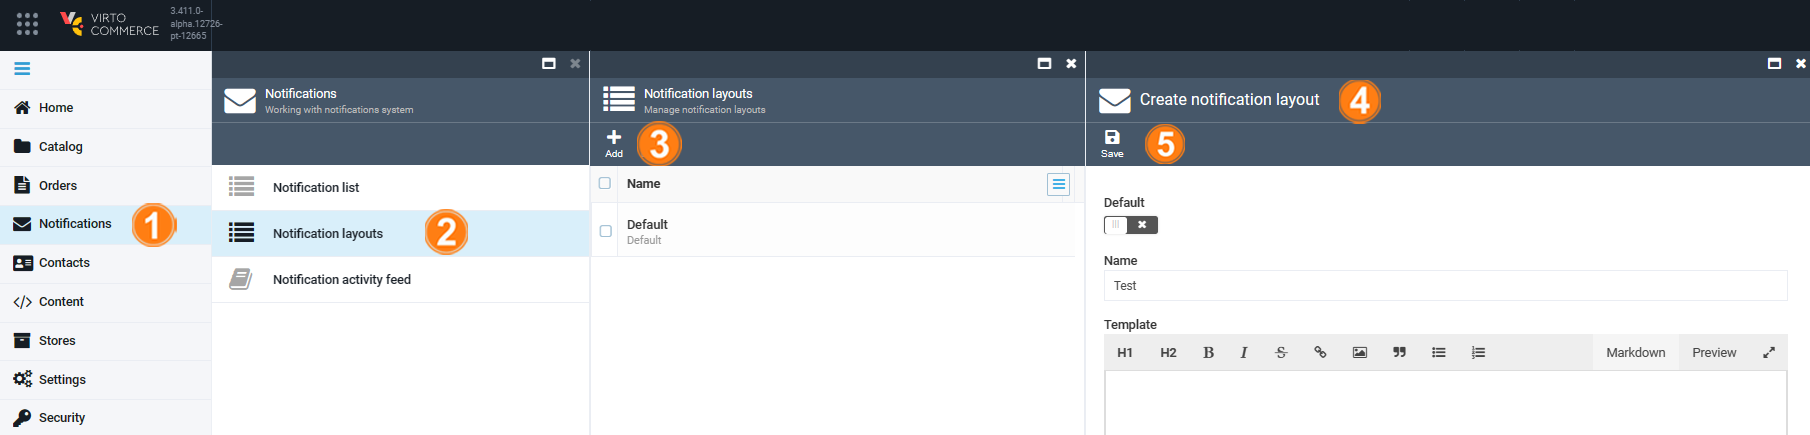 VIRTO
COMMERCE
3.411.0-
alpha.12726-
pt-12665
Home
Catalog
Orders
Notifications
1
Contacts
Content
Stores
Settings
Security
Notifications
Working with notifications system
Notification list
Notification layouts
2
Notification activity feed
Notification layouts
Manage notification layouts
Add
3
Name
Default
Default
Create notification layout
4
Save
5
Default
Name
Test
Template
H1 H2 B I S Markdown Preview